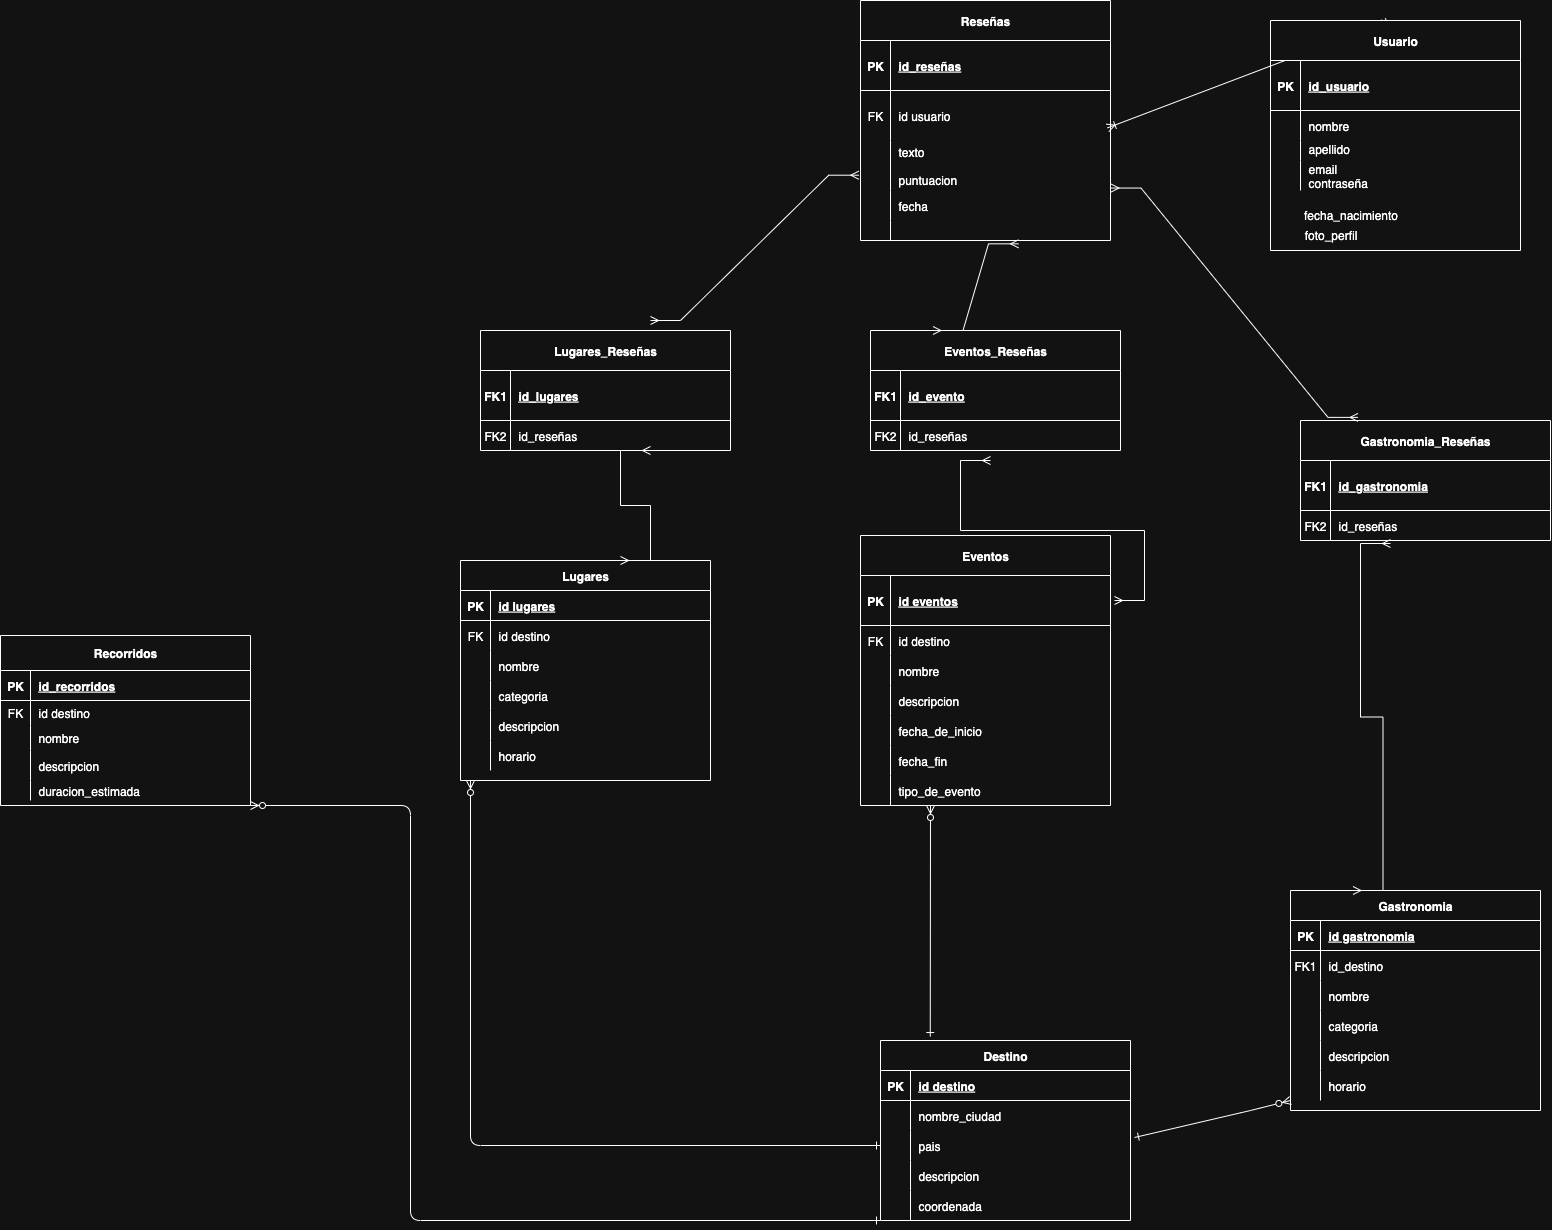 Reseñas
PK id_reseñas
FK id usuario
texto
puntuacion
fecha
Usuario
PK id_usuario
nombre
apellido
email
contraseña
fecha_nacimiento
foto_perfil
Lugares_Reseñas
FK1 id_lugares
FK2 id_reseñas
Eventos_Reseñas
FK1 id_evento
FK2 id_reseñas
Gastronomia_Reseñas
FK1 id_gastronomia
FK2 id_reseñas
Recorridos
PK id_recorridos
FK id destino
nombre
descripcion
duracion_estimada
Lugares
PK id lugares
FK id destino
nombre
categoria
descripcion
horario
Eventos
PK id eventos
FK id destino
nombre
descripcion
fecha_de_inicio
fecha_fin
tipo_de_evento
Gastronomia
PK id gastronomia
FK1 id_destino
nombre
categoria
descripcion
horario
Destino
PK id destino
nombre_ciudad
pais
descripcion
coordenada